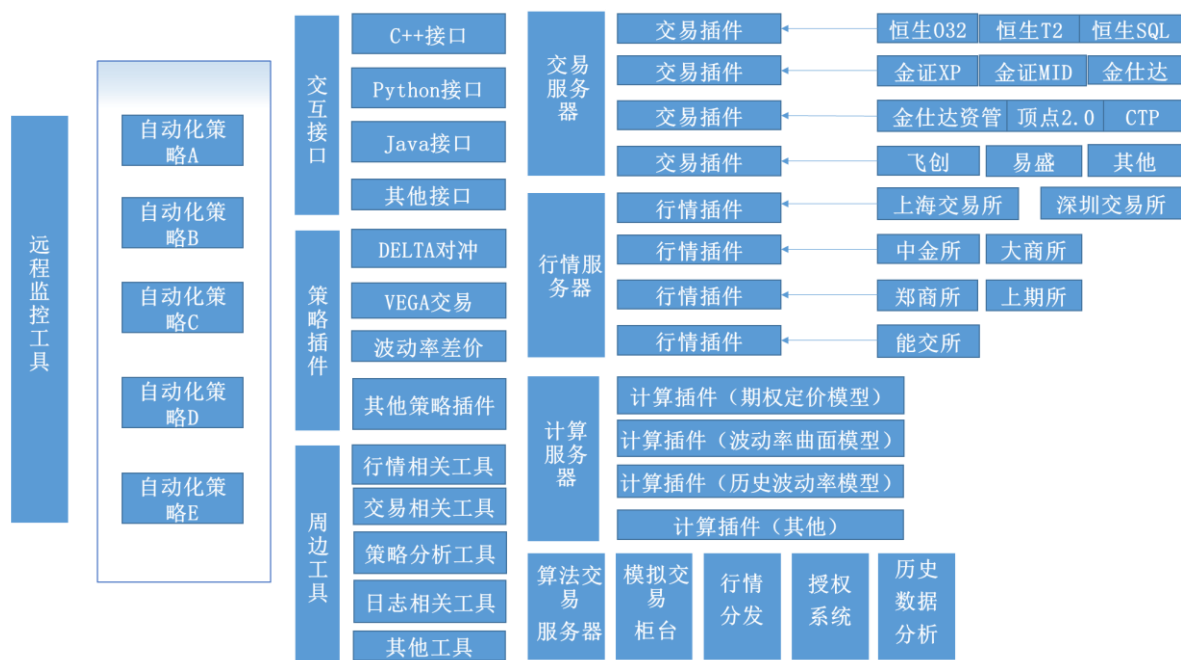 远程监控工具
自动化策
略A
自动化策
略B
自动化策
略C
自动化策
略D
自动化策
略E
交互接口
C++接口
Python接口
Java接口
其他接口
策略插件
DELTA对冲
VEGA交易
波动率差价
其他策略插件
周边工具
行情相关工具
交易相关工具
策略分析工具
日志相关工具
其他工具
交易
服务
器
交易插件
恒生O32
恒生T2
恒生SQL
交易插件
金证XP
金证MID
金仕达
交易插件
金仕达资管
顶点2.0
CTP
交易插件
飞创
易盛
其他
行情服
务器
行情插件
上海交易所
深圳交易所
行情插件
中金所
大商所
行情插件
郑商所
上期所
行情插件
能交所
计算
服务
器
计算插件（期权定价模型）
计算插件（波动率曲面模型）
计算插件（历史波动率模型）
计算插件（其他）
算法交
易
服务器
模拟交
易
柜台
行情
分发
授权
系统
历史
数据
分析